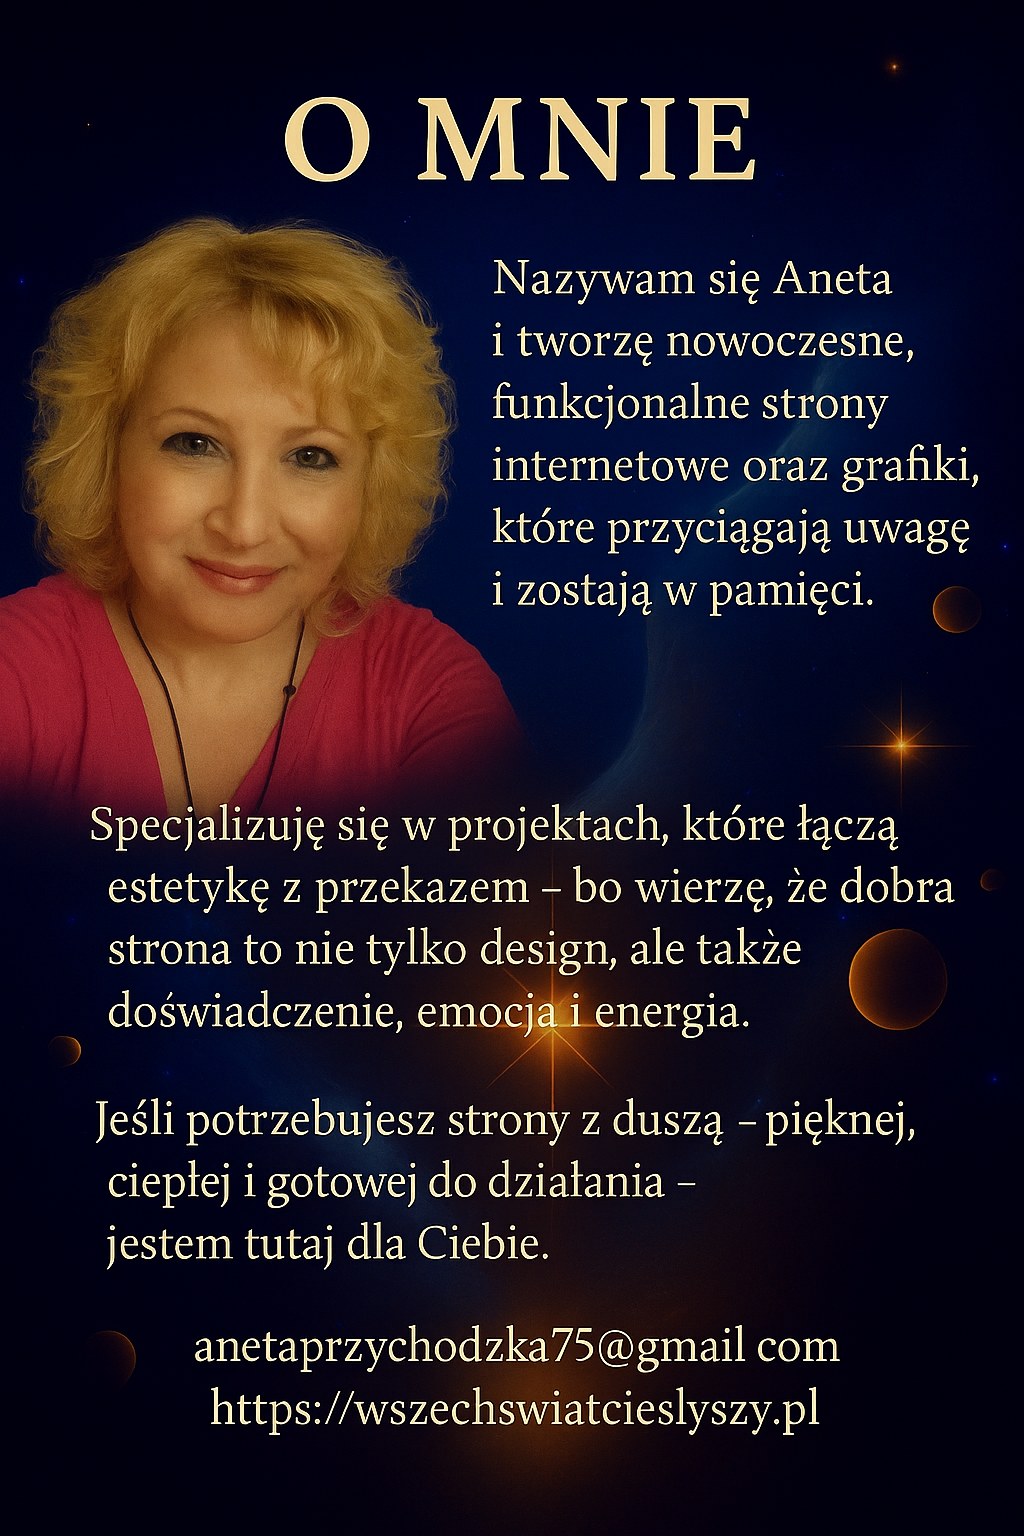 O MNIE
Nazywam się Aneta
i tworzę nowoczesne,
funkcjonalne strony
internetowe oraz grafiki,
które przyciągają uwagę
i zostają w pamięci.
Specjalizuję się w projektach, które łączą
estetykę z przekazem – bo wierzę, że dobra
strona to nie tylko design, ale także
doświadczenie, emocja i energia.
Jeśli potrzebujesz strony z duszą – pięknej,
ciepłej i gotowej do działania –
jestem tutaj dla Ciebie.
anetaprzychodzka75@gmail com
https://wszechswiatcieslyszy.pl